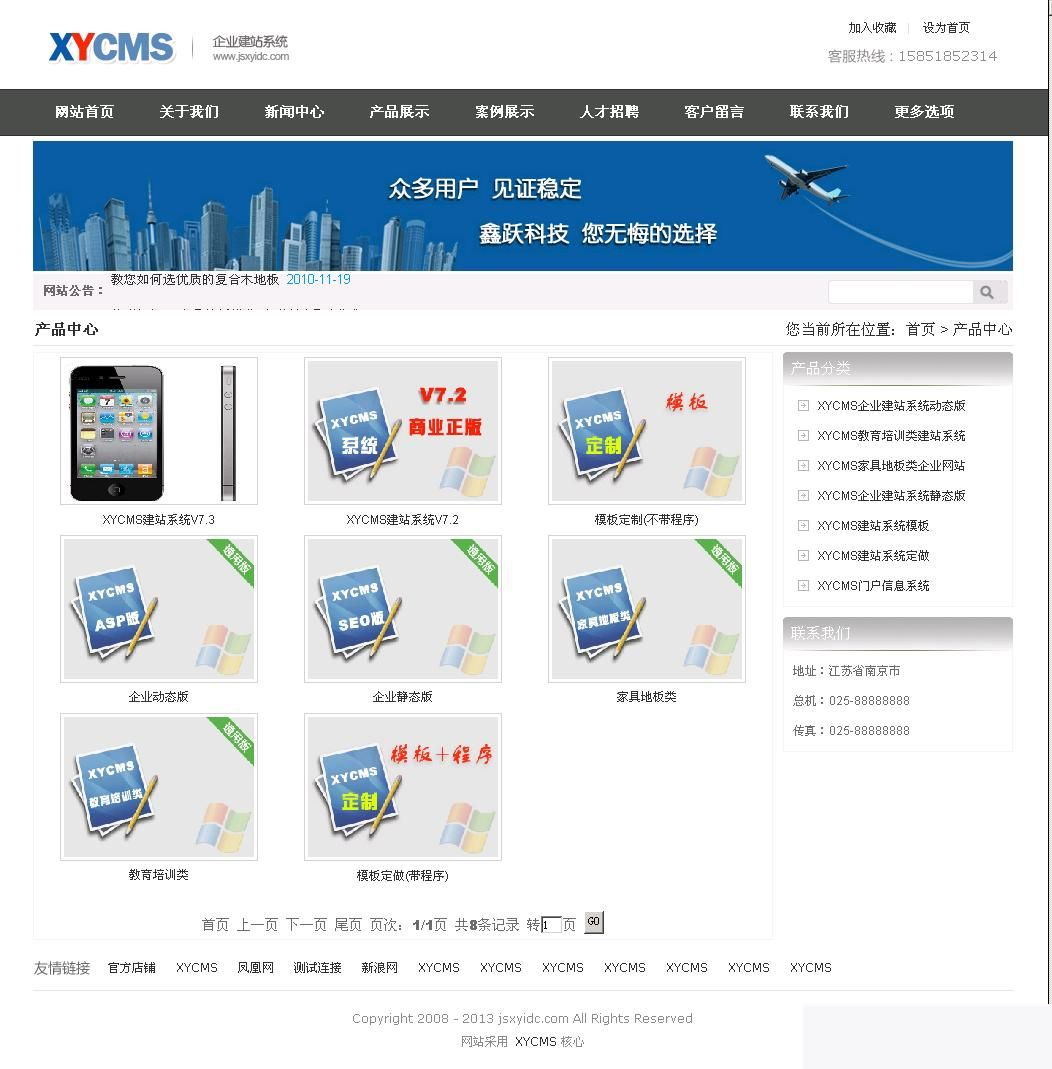 XYCMS 企业建站系统
www.jsxyidc.com
加入收藏 | 设为首页
客服热线：15851852314
网站首页 关于我们 新闻中心 产品展示 案例展示 人才招聘 客户留言 联系我们 更多选项
众多用户 见证稳定
鑫跃科技 您无悔的选择
网站公告： 教您如何选优质的复合木地板 2010-11-19
产品中心
您当前所在位置：首页 > 产品中心
XYCMS 系统 V7.2 商业正版
XYCMS 定制 模板
XYCMS建站系统V7.3
XYCMS建站系统V7.2
模板定制(不带程序)
XYCMS ASP版 通用版
XYCMS SEO版 通用版
XYCMS 家具地板类 通用版
企业动态版
企业静态版
家具地板类
XYCMS 教育培训类 通用版
XYCMS 定制 模板+程序
教育培训类
模板定做(带程序)
首页 上一页 下一页 尾页 页次：1/1页 共8条记录 转1页 GO
产品分类
XYCMS企业建站系统动态版
XYCMS教育培训类建站系统
XYCMS家具地板类企业网站
XYCMS企业建站系统静态版
XYCMS建站系统模板
XYCMS建站系统定做
XYCMS门户信息系统
联系我们
地址：江苏省南京市
总机：025-88888888
传真：025-88888888
友情链接 官方店铺 XYCMS 凤凰网 测试连接 新浪网 XYCMS XYCMS XYCMS XYCMS XYCMS XYCMS XYCMS
Copyright 2008 - 2013 jsxyidc.com All Rights Reserved
网站采用 XYCMS 核心